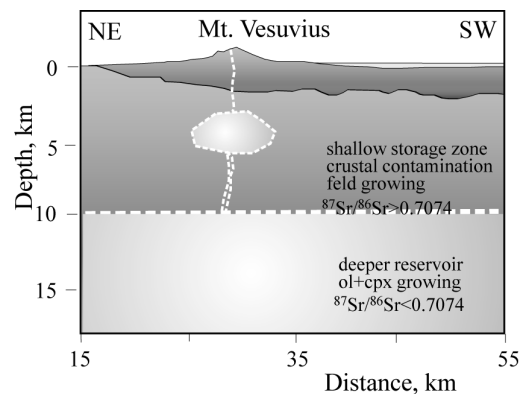 NE
Mt. Vesuvius
SW
Depth, km
0
5
10
15
shallow storage zone
crustal contamination
feld growing
⁸⁷Sr/⁸⁶Sr>0.7074
deeper reservoir
ol+cpx growing
⁸⁷Sr/⁸⁶Sr<0.7074
15
35
55
Distance, km